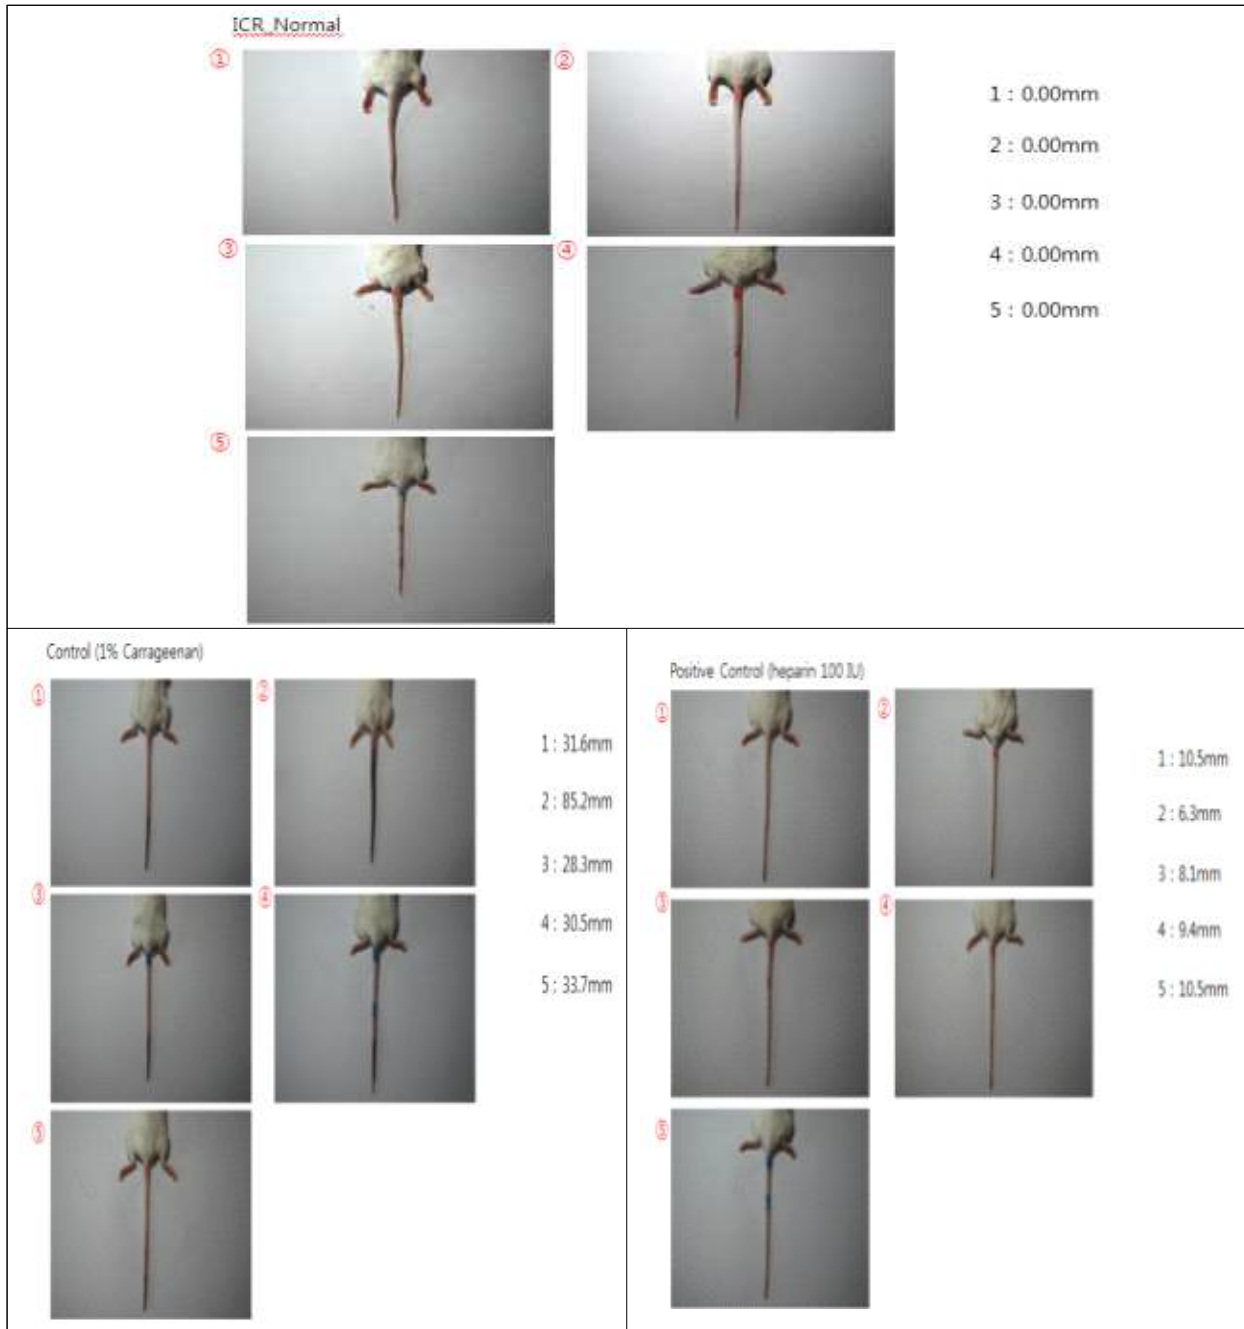 ICR_Normal
①
②
③
④
⑤
1 : 0.00mm
2 : 0.00mm
3 : 0.00mm
4 : 0.00mm
5 : 0.00mm
Control (1% Carrageenan)
①
②
③
④
⑤
1 : 31.6mm
2 : 85.2mm
3 : 28.3mm
4 : 30.5mm
5 : 33.7mm
Positive Control (heparin 100 IU)
①
②
③
④
⑤
1 : 10.5mm
2 : 6.3mm
3 : 8.1mm
4 : 9.4mm
5 : 10.5mm